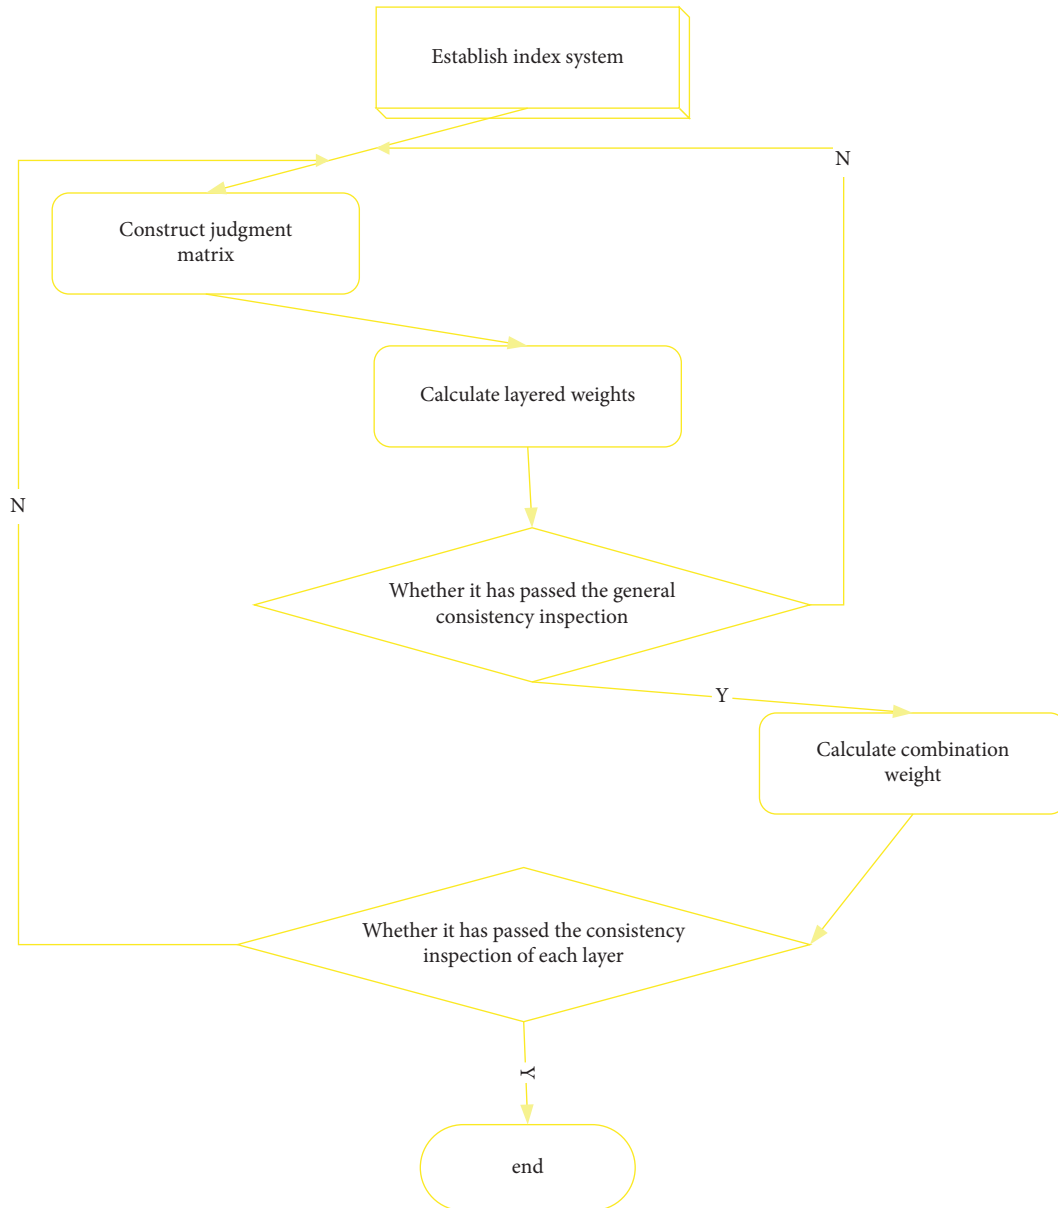 Establish index system
N
Construct judgment
matrix
Calculate layered weights
N
Whether it has passed the general
consistency inspection
Y
Calculate combination
weight
Whether it has passed the consistency
inspection of each layer
Y
end